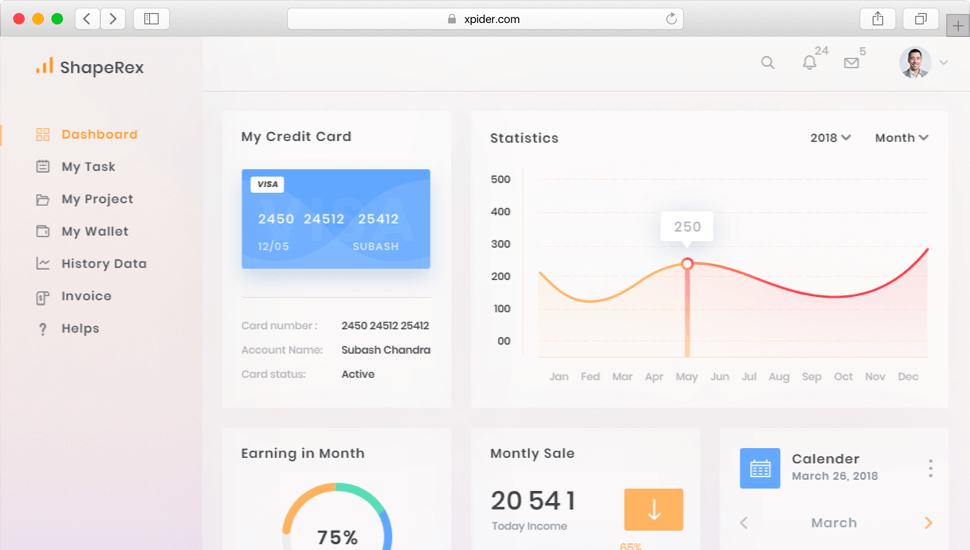 xpider.com
ShapeRex
24
5
Dashboard
My Task
My Project
My Wallet
History Data
Invoice
Helps
My Credit Card
VISA
VISA
2450 24512 25412
12/05 SUBASH
Card number : 2450 24512 25412
Account Name: Subash Chandra
Card status: Active
Statistics
2018 Month
500
400
300
200
100
00
250
Jan Feb Mar Apr May Jun Jul Aug Sep Oct Nov Dec
Earning in Month
75%
Montly Sale
20 54 1
Today Income
65%
Calender
March 26, 2018
March